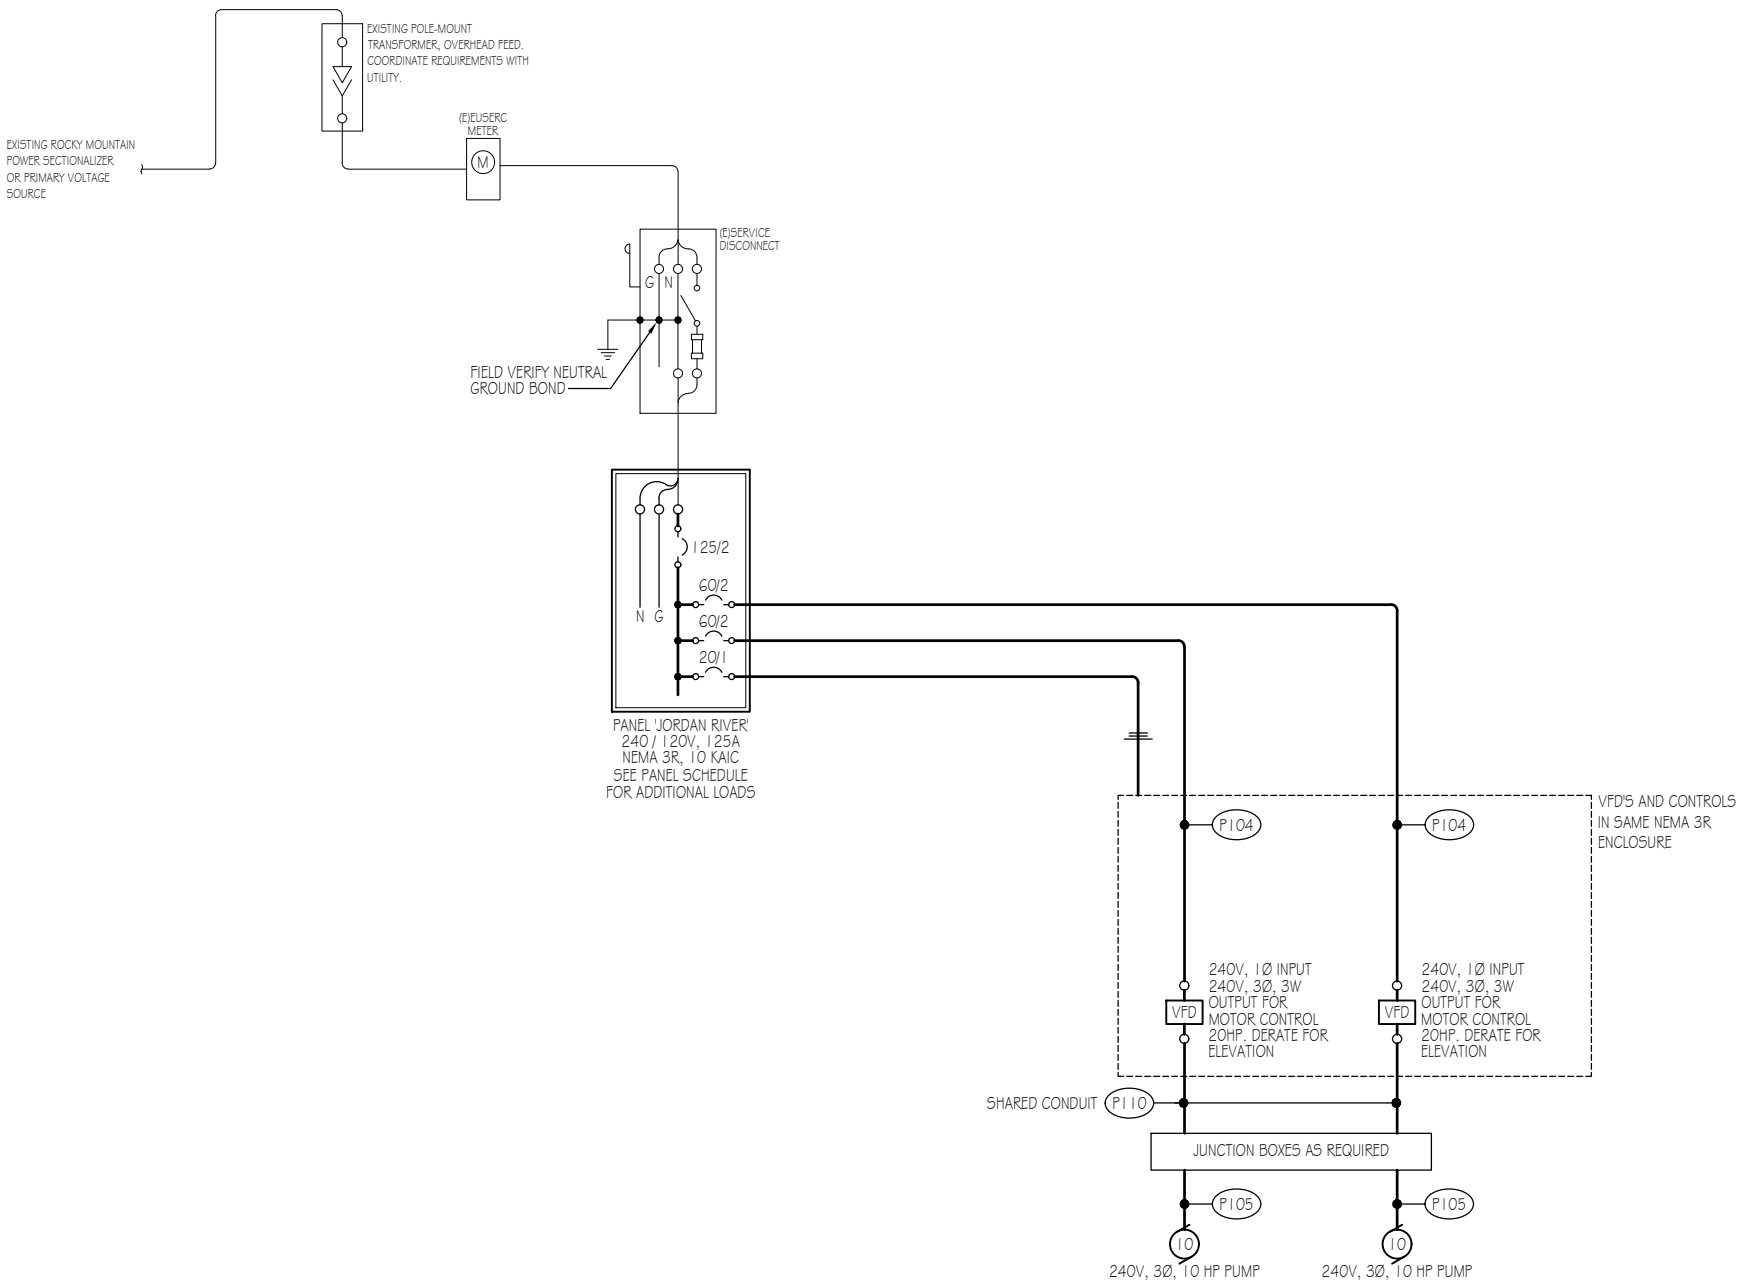 EXISTING POLE-MOUNT
TRANSFORMER, OVERHEAD FEED.
COORDINATE REQUIREMENTS WITH
UTILITY.
(E)EUSERC
METER
M
EXISTING ROCKY MOUNTAIN
POWER SECTIONALIZER
OR PRIMARY VOLTAGE
SOURCE
(E)SERVICE
DISCONNECT
G N
FIELD VERIFY NEUTRAL
GROUND BOND
125/2
60/2
N G
60/2
20/1
PANEL 'JORDAN RIVER'
240 / 120V, 125A
NEMA 3R, 10 KAIC
SEE PANEL SCHEDULE
FOR ADDITIONAL LOADS
VFD'S AND CONTROLS
IN SAME NEMA 3R
ENCLOSURE
P104
P104
240V, 1Ø INPUT
240V, 3Ø, 3W
OUTPUT FOR
MOTOR CONTROL
20HP. DERATE FOR
ELEVATION
VFD
240V, 1Ø INPUT
240V, 3Ø, 3W
OUTPUT FOR
MOTOR CONTROL
20HP. DERATE FOR
ELEVATION
VFD
SHARED CONDUIT P110
JUNCTION BOXES AS REQUIRED
P105
P105
10
10
240V, 3Ø, 10 HP PUMP
240V, 3Ø, 10 HP PUMP